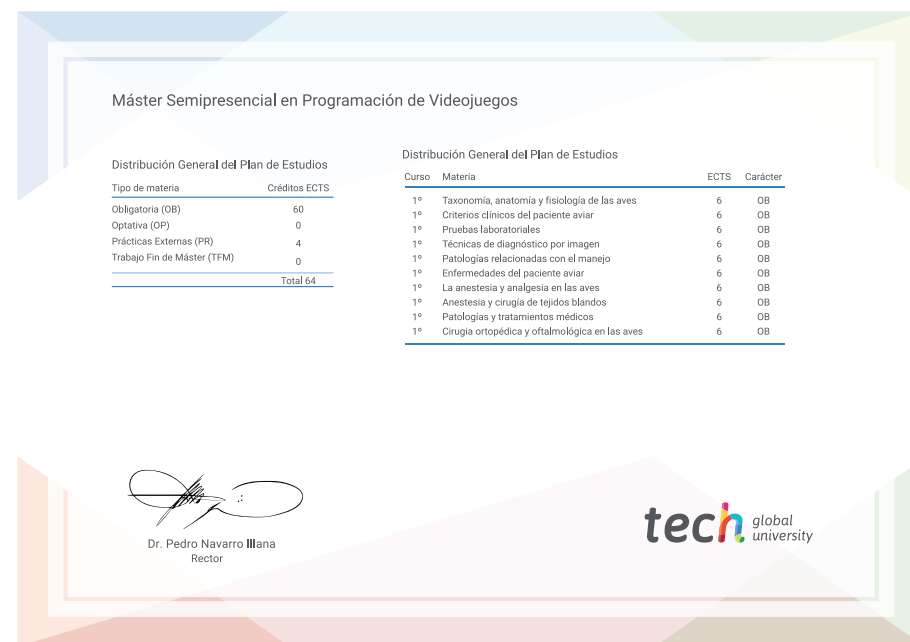 Máster Semipresencial en Programación de Videojuegos
Distribución General del Plan de Estudios
Tipo de materia Créditos ECTS
Obligatoria (OB) 60
Optativa (OP) 0
Prácticas Externas (PR) 4
Trabajo Fin de Máster (TFM) 0
Total 64
Distribución General del Plan de Estudios
Curso Materia ECTS Carácter
1º Taxonomía, anatomía y fisiología de las aves 6 OB
1º Criterios clínicos del paciente aviar 6 OB
1º Pruebas laboratoriales 6 OB
1º Técnicas de diagnóstico por imagen 6 OB
1º Patologías relacionadas con el manejo 6 OB
1º Enfermedades del paciente aviar 6 OB
1º La anestesia y analgesia en las aves 6 OB
1º Anestesia y cirugía de tejidos blandos 6 OB
1º Patologías y tratamientos médicos 6 OB
1º Cirugia ortopédica y oftalmológica en las aves 6 OB
Dr. Pedro Navarro Illana
Rector
tech global
university